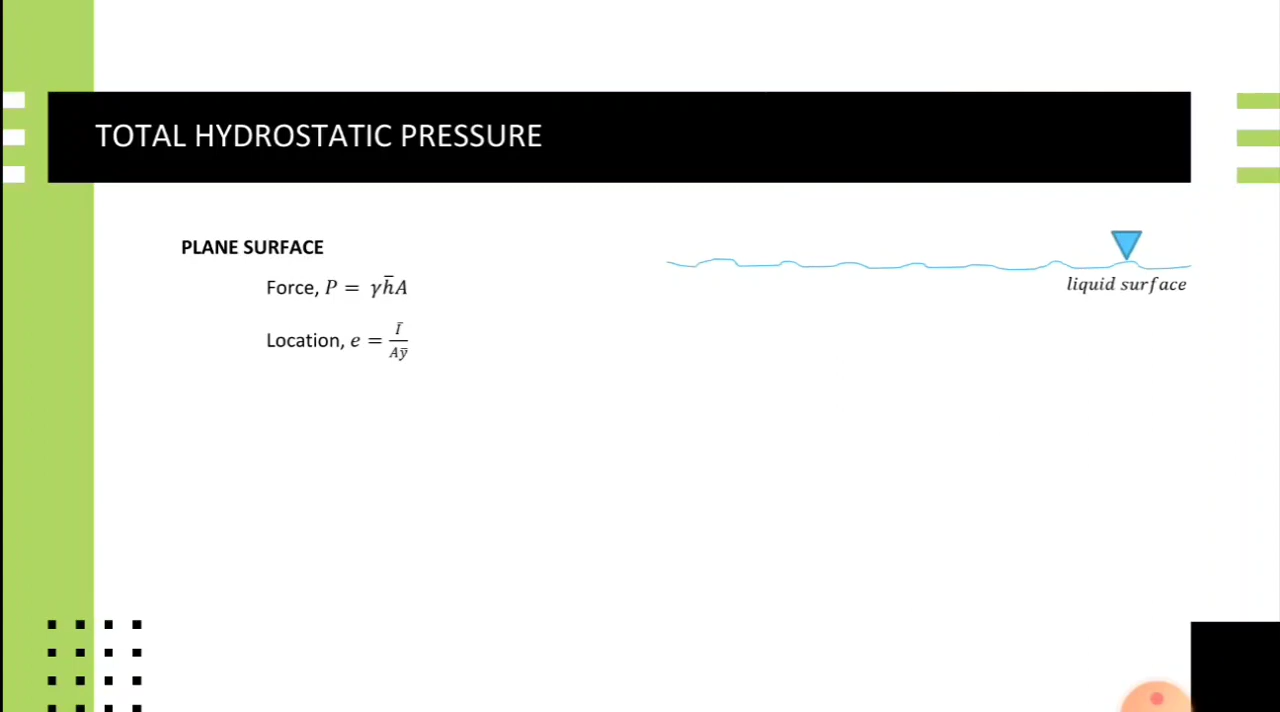 TOTAL HYDROSTATIC PRESSURE
PLANE SURFACE
Force, P = γh̄A
Location, e = Ī / Aȳ
liquid surface